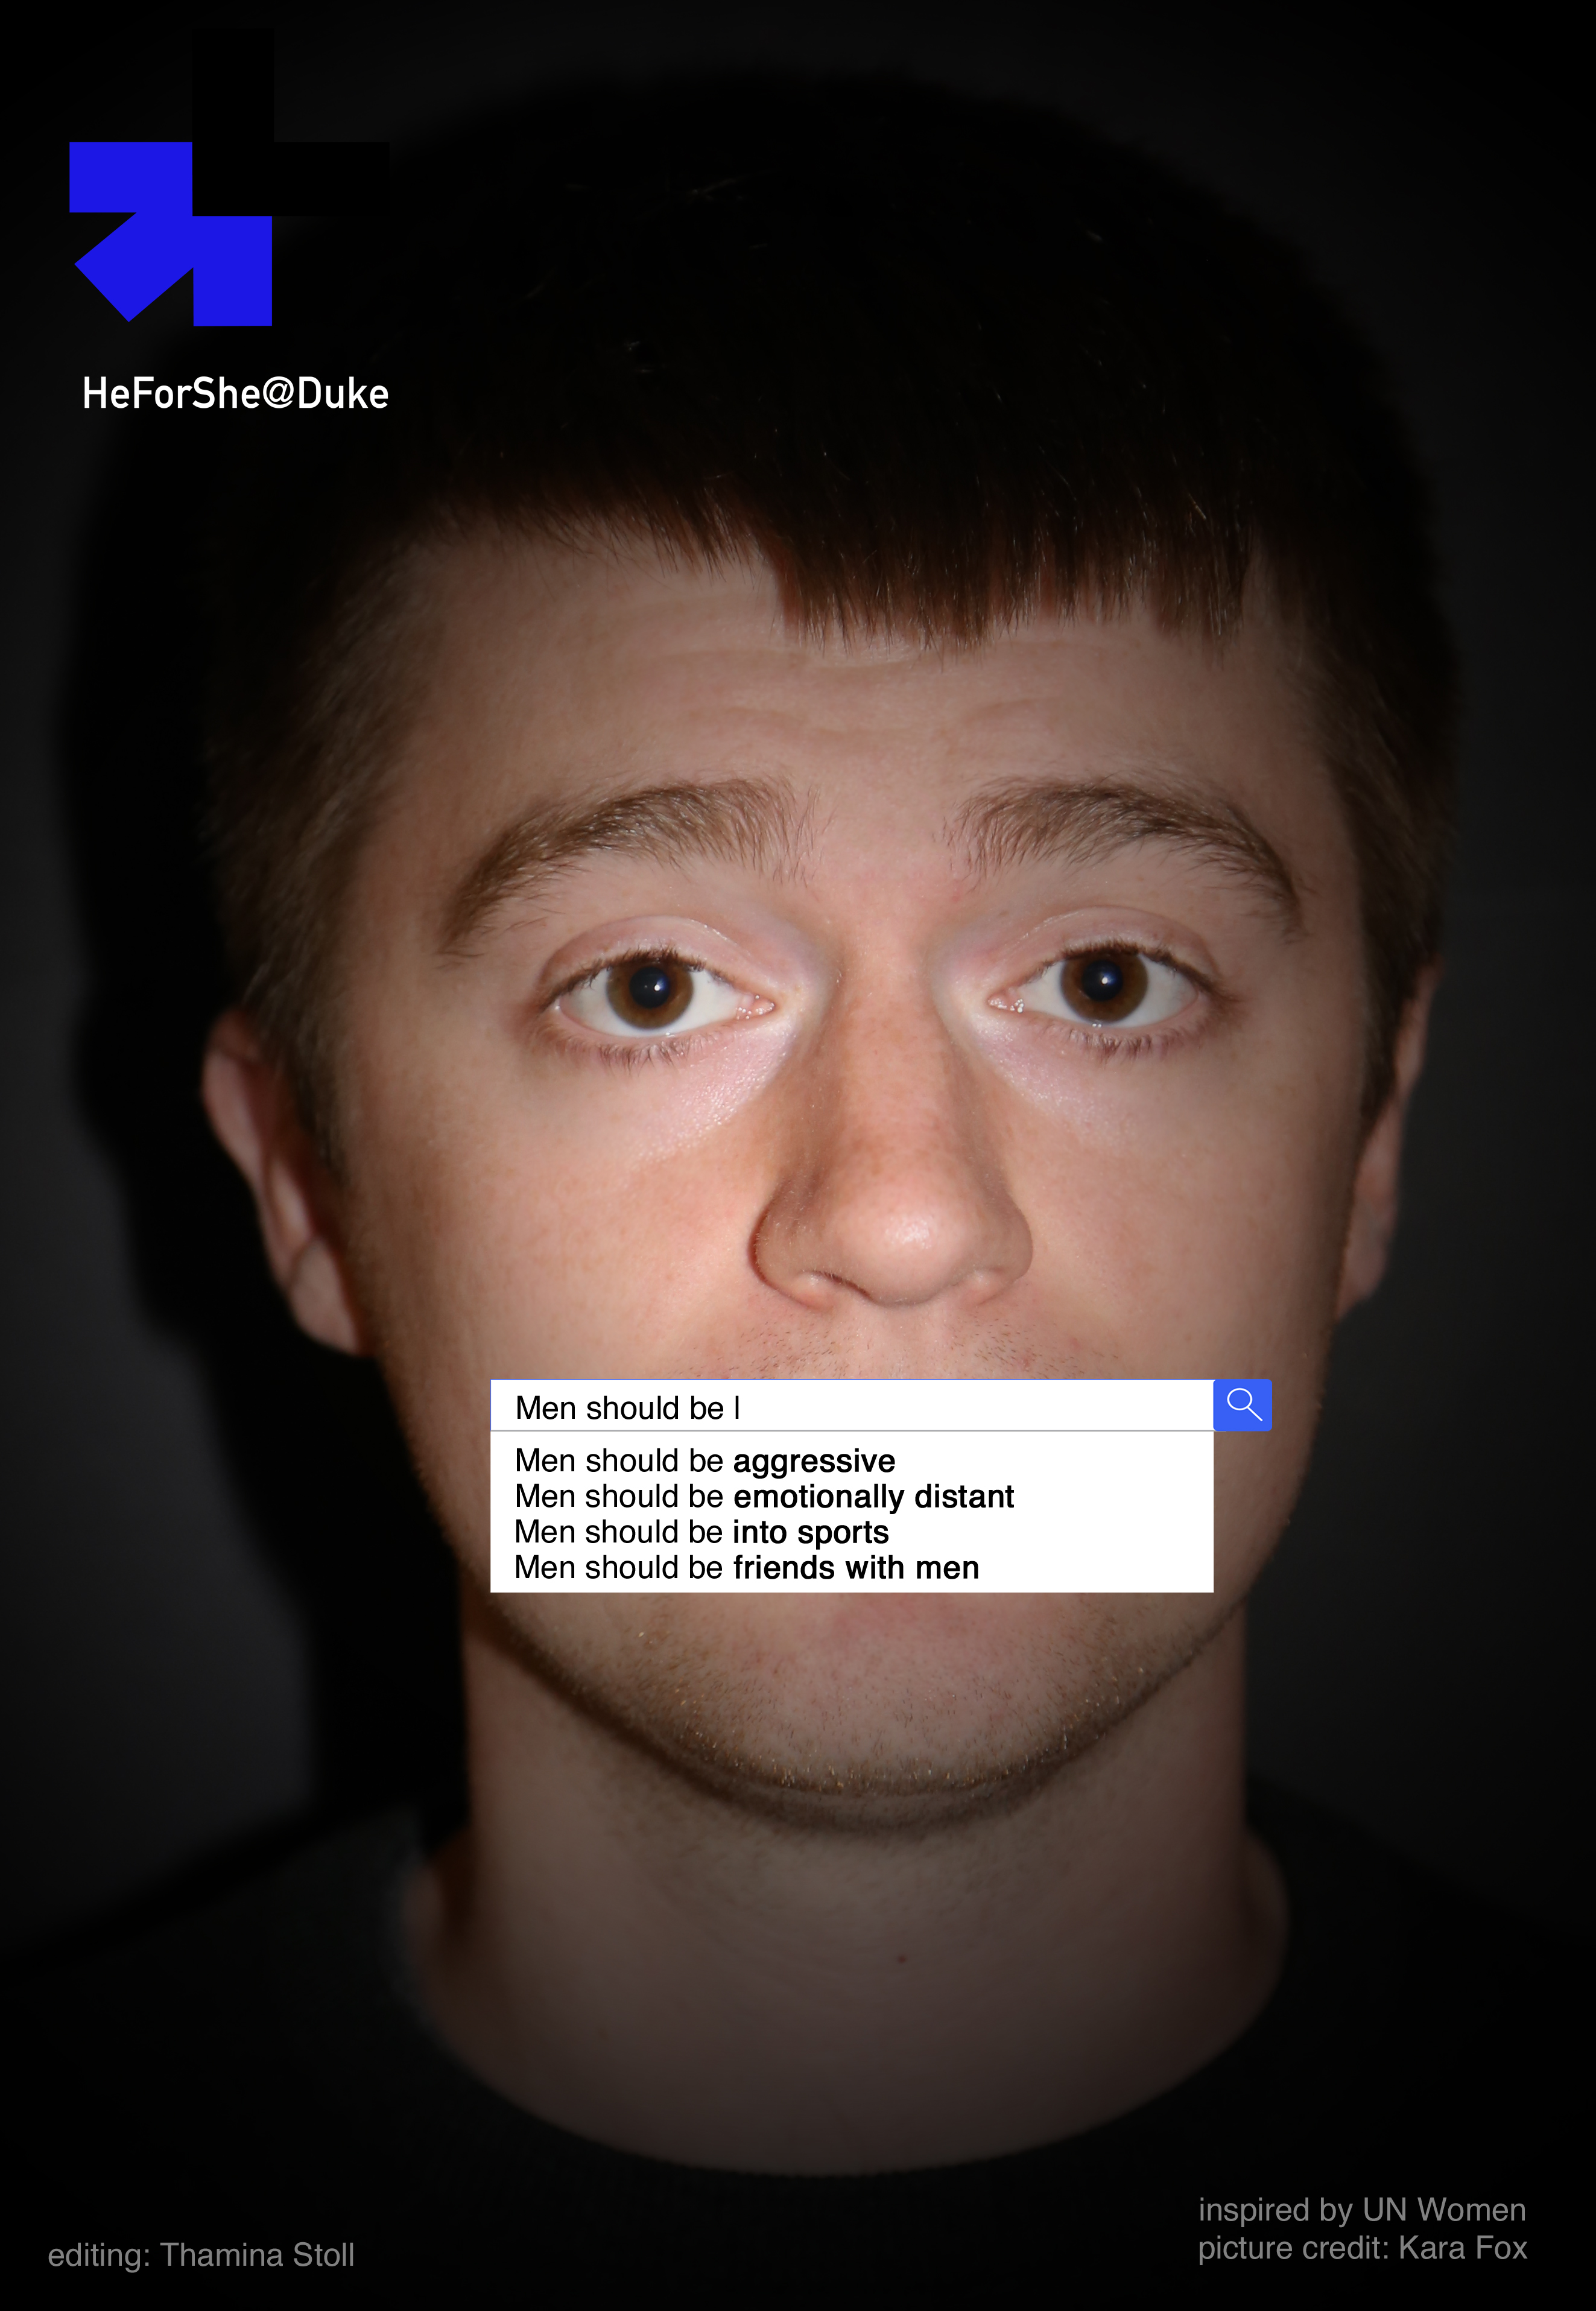 HeForShe@Duke
Men should be |
Men should be aggressive
Men should be emotionally distant
Men should be into sports
Men should be friends with men
inspired by UN Women
editing: Thamina Stoll
picture credit: Kara Fox